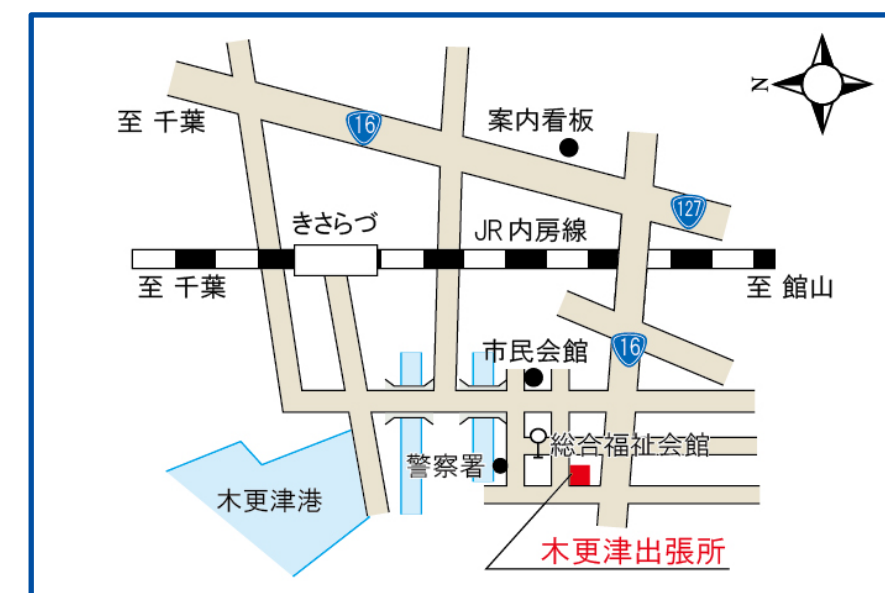 N
案内看板
至 千葉
16
127
きさらづ
JR内房線
至 千葉
至 館山
16
市民会館
総合福祉会館
警察署
木更津港
木更津出張所